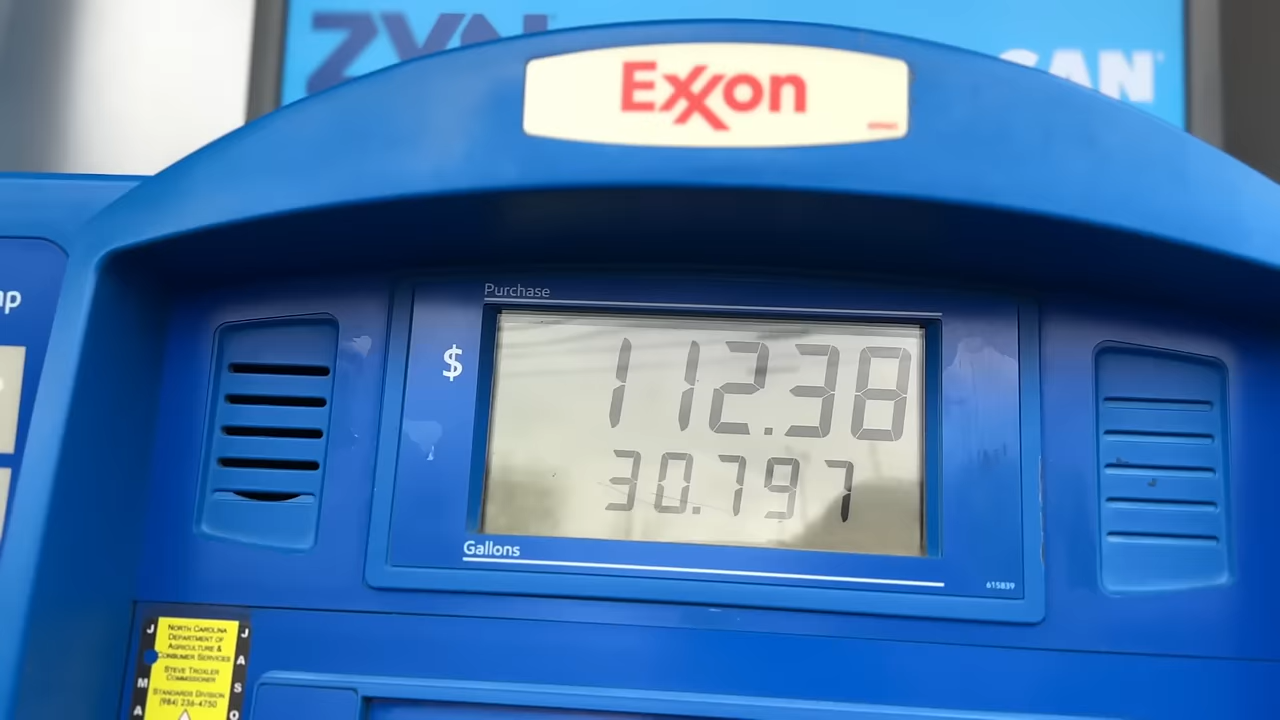 ZYN
CAN
Exxon
Purchase
$ 112.38
30.797
Gallons
615839
J J
NORTH CAROLINA
DEPARTMENT OF
AGRICULTURE &
CONSUMER SERVICES
A
STEVE TROXLER
COMMISSIONER
M S
STANDARDS DIVISION
(984) 236-4750
A O